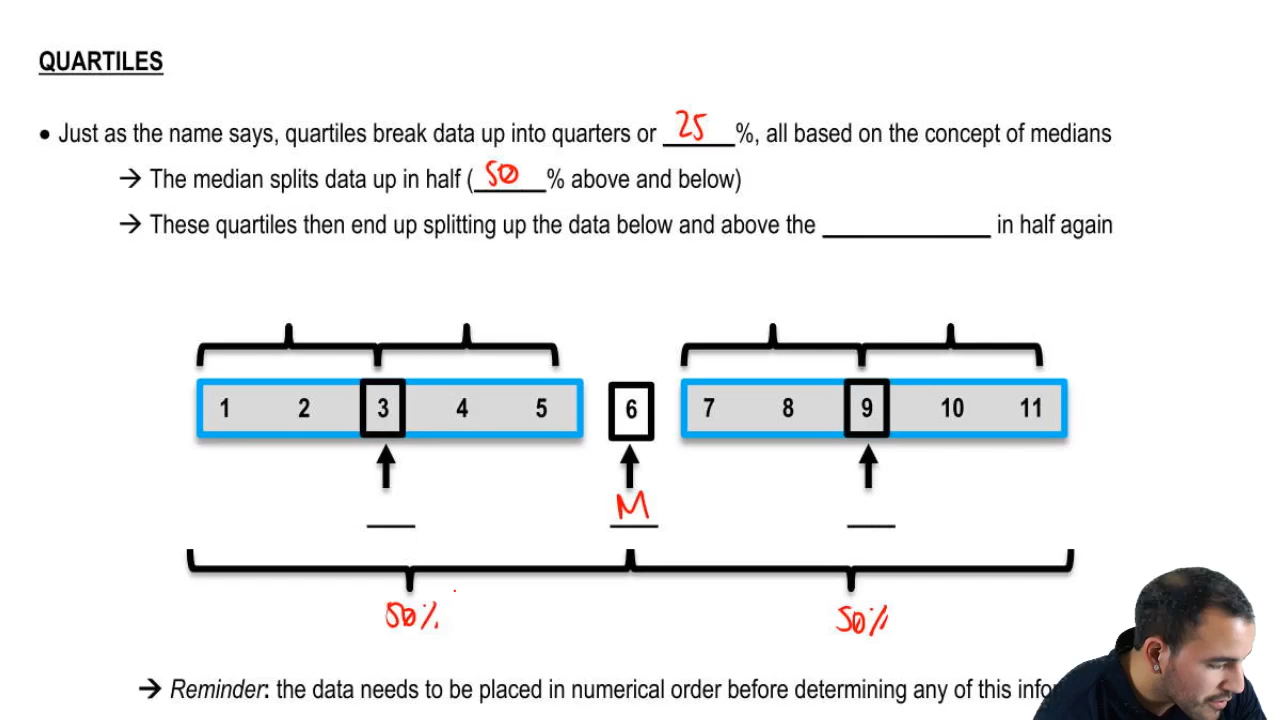 QUARTILES
• Just as the name says, quartiles break data up into quarters or 25 %, all based on the concept of medians
→ The median splits data up in half ( 50 % above and below)
→ These quartiles then end up splitting up the data below and above the ______________ in half again
1 2 3 4 5 6 7 8 9 10 11
____ M ____
50% 50%
→ Reminder: the data needs to be placed in numerical order before determining any of this